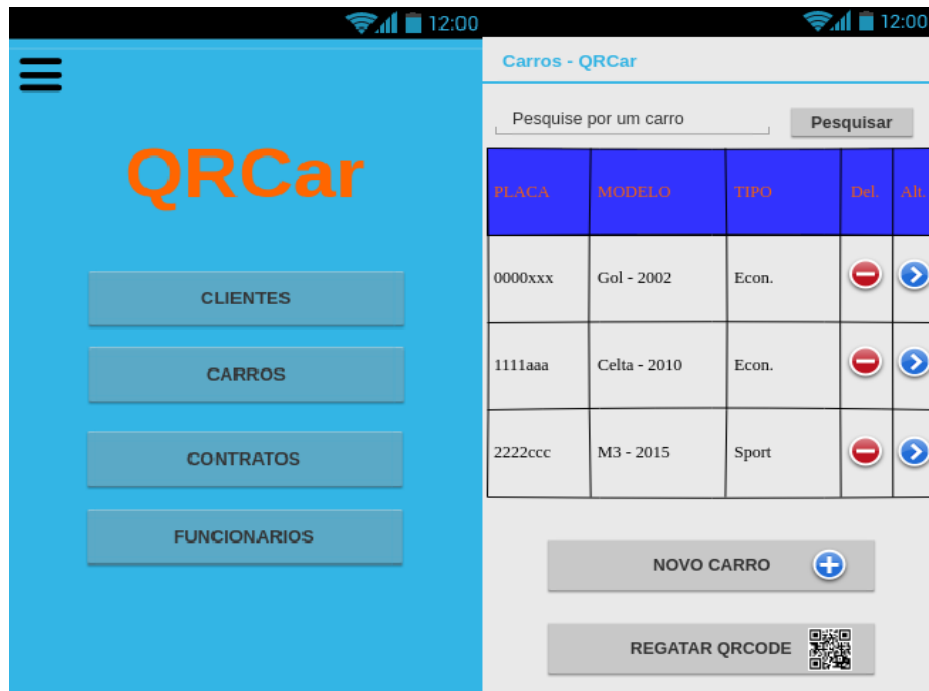 12:00
QRCar
CLIENTES
CARROS
CONTRATOS
FUNCIONARIOS
12:00
Carros - QRCar
Pesquise por um carro Pesquisar
PLACA MODELO TIPO Del. Alt.
0000xxx Gol - 2002 Econ.
1111aaa Celta - 2010 Econ.
2222ccc M3 - 2015 Sport
NOVO CARRO
REGATAR QRCODE